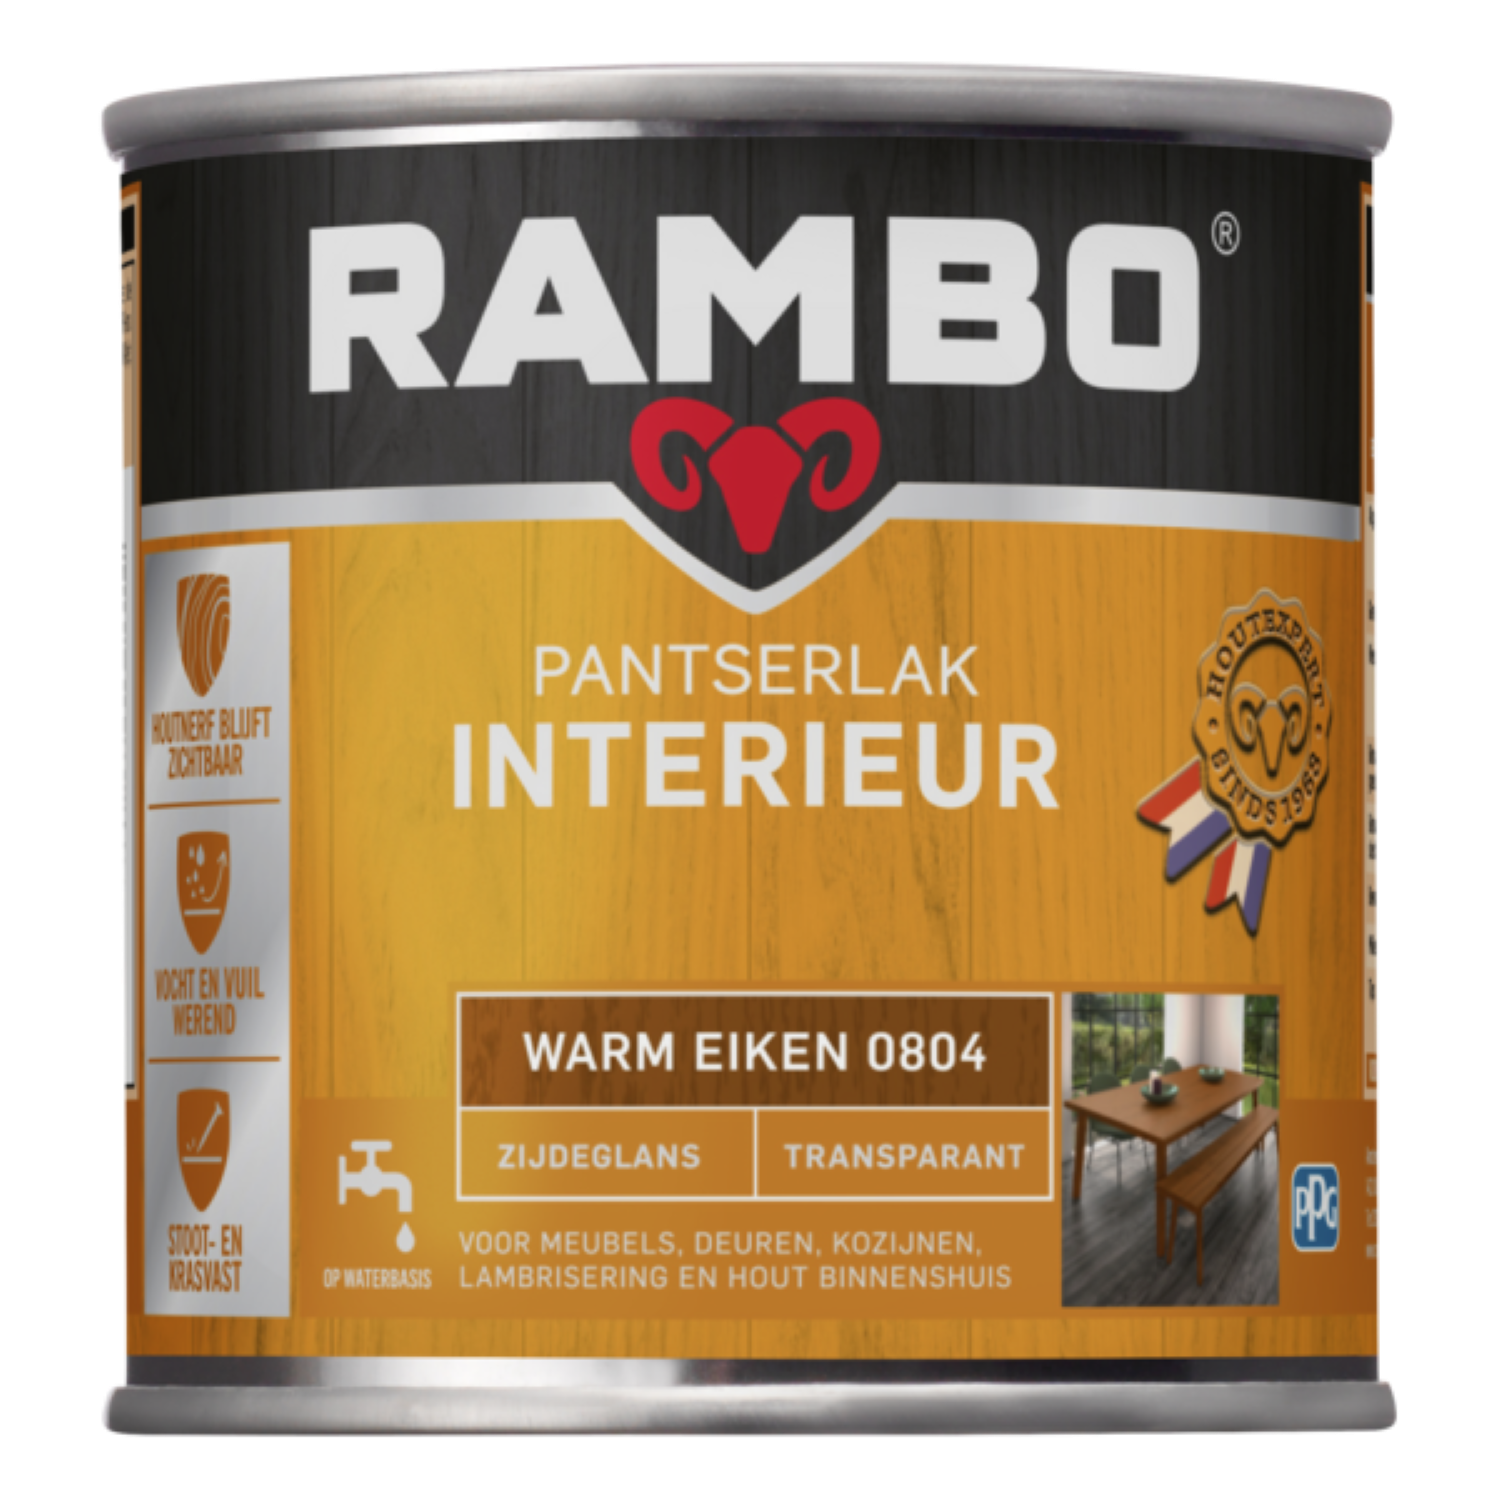 RAMBO®
PANTSERLAK
INTERIEUR
HOUTEXPERT
SINDS 1963
HOUTNERF BLIJFT
ZICHTBAAR
VOCHT EN VUIL
WEREND
STOOT- EN
KRASVAST
WARM EIKEN 0804
ZIJDEGLANS
TRANSPARANT
OP WATERBASIS
VOOR MEUBELS, DEUREN, KOZIJNEN,
LAMBRISERING EN HOUT BINNENSHUIS
PPG